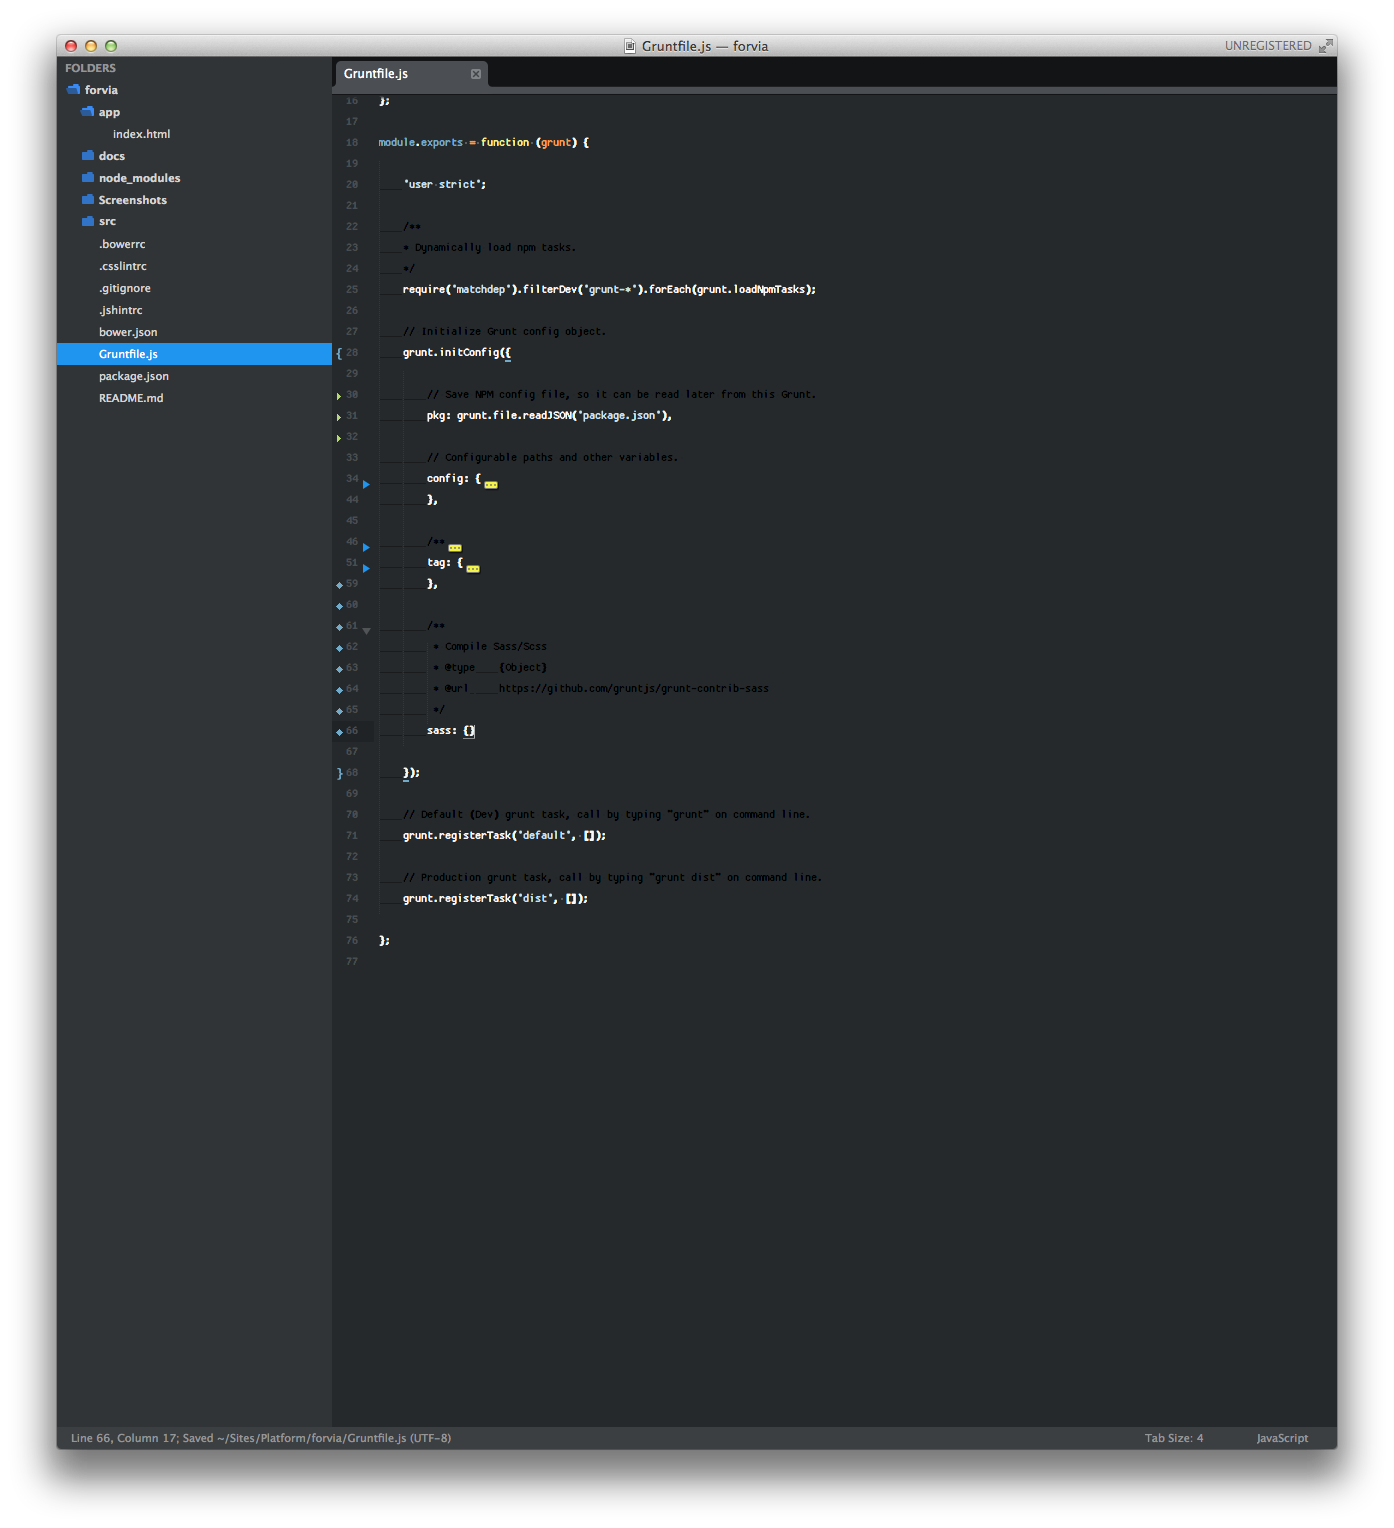 Gruntfile.js — forvia
UNREGISTERED
FOLDERS
forvia
app
index.html
docs
node_modules
Screenshots
src
.bowerrc
.csslintrc
.gitignore
.jshintrc
bower.json
Gruntfile.js
package.json
README.md
Gruntfile.js
16 };
17
18 module.exports = function (grunt) {
19
20 "user strict";
21
22 /**
23 * Dynamically load npm tasks.
24 */
25 require("matchdep").filterDev("grunt-*").forEach(grunt.loadNpmTasks);
26
27 // Initialize Grunt config object.
28 grunt.initConfig({
29
30 // Save NPM config file, so it can be read later from this Grunt.
31 pkg: grunt.file.readJSON("package.json"),
32
33 // Configurable paths and other variables.
34 config: {
44 },
45
46 /**
51 tag: {
59 },
60
61 /**
62 * Compile Sass/Scss
63 * @type {Object}
64 * @url https://github.com/gruntjs/grunt-contrib-sass
65 */
66 sass: {}
67
68 });
69
70 // Default (Dev) grunt task, call by typing "grunt" on command line.
71 grunt.registerTask("default", []);
72
73 // Production grunt task, call by typing "grunt dist" on command line.
74 grunt.registerTask("dist", []);
75
76 };
77
Line 66, Column 17; Saved ~/Sites/Platform/forvia/Gruntfile.js (UTF-8)
Tab Size: 4
JavaScript